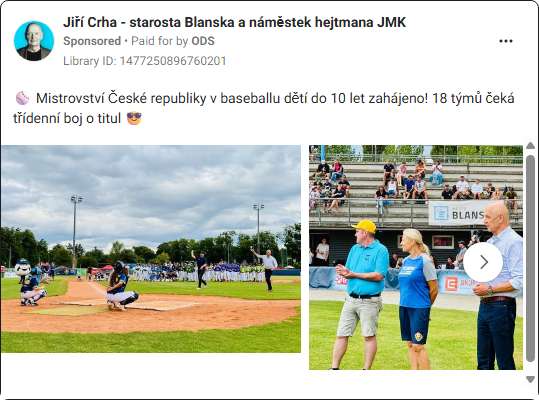 Jiří Crha - starosta Blanska a náměstek hejtmana JMK
Sponsored • Paid for by ODS
Library ID: 1477250896760201
⚾ Mistrovství České republiky v baseballu dětí do 10 let zahájeno! 18 týmů čeká
třídenní boj o titul 😎
BLANS